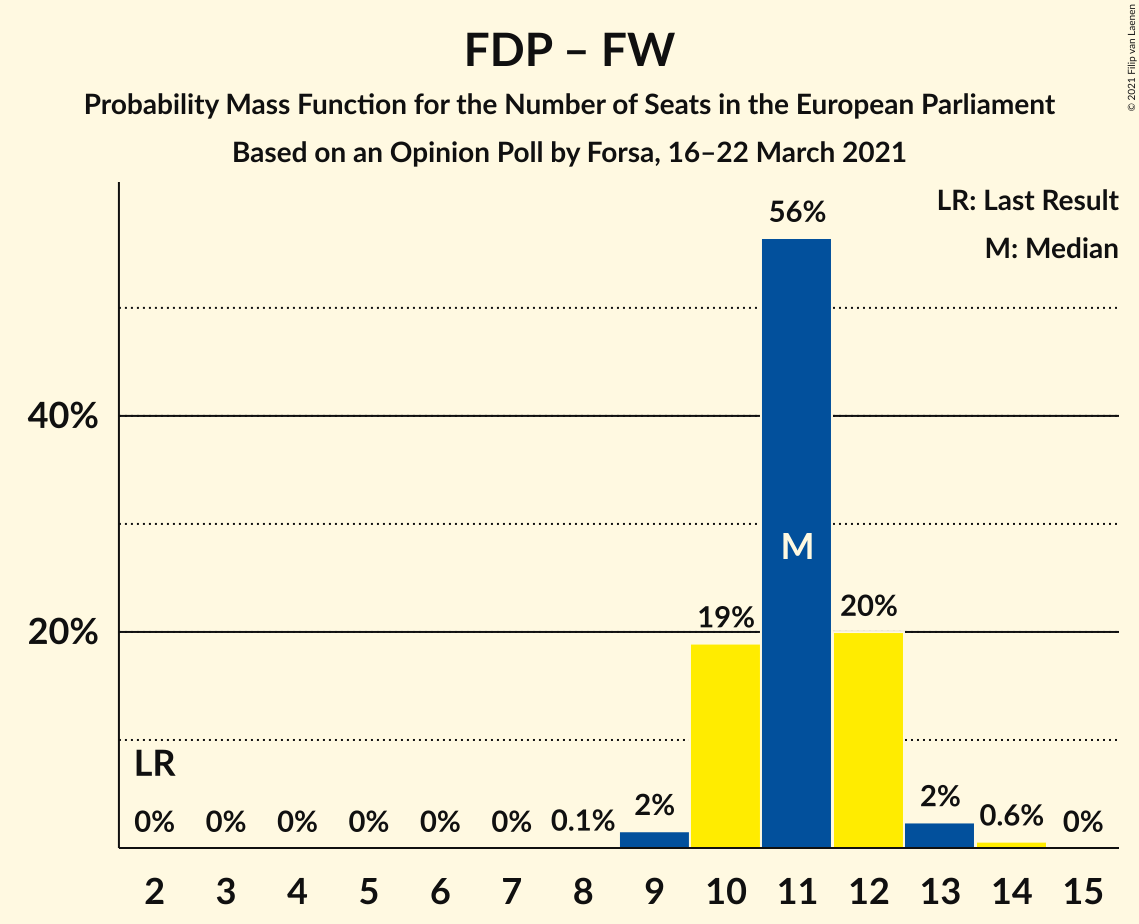 FDP – FW
Probability Mass Function for the Number of Seats in the European Parliament
Based on an Opinion Poll by Forsa, 16–22 March 2021
© 2021 Filip van Laenen
LR: Last Result
M: Median
56%
40%
M
20%
19%
20%
LR
0%
0%
0%
0%
0%
0%
0.1%
2%
2%
0.6%
0%
2 3 4 5 6 7 8 9 10 11 12 13 14 15